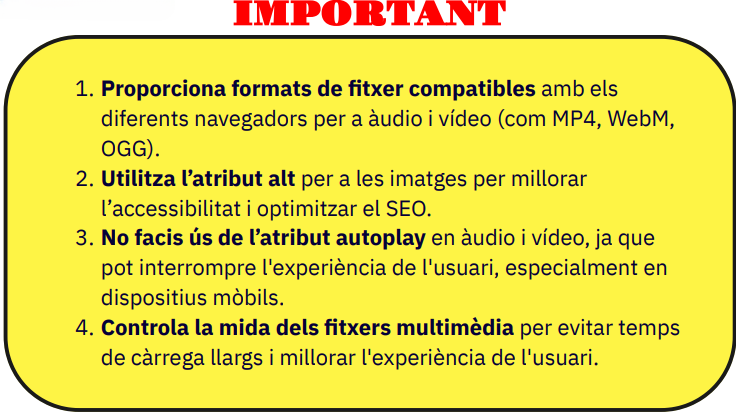 IMPORTANT
1. Proporciona formats de fitxer compatibles amb els
diferents navegadors per a àudio i vídeo (com MP4, WebM,
OGG).
2. Utilitza l’atribut alt per a les imatges per millorar
l’accessibilitat i optimitzar el SEO.
3. No facis ús de l’atribut autoplay en àudio i vídeo, ja que
pot interrompre l'experiència de l'usuari, especialment en
dispositius mòbils.
4. Controla la mida dels fitxers multimèdia per evitar temps
de càrrega llargs i millorar l'experiència de l'usuari.